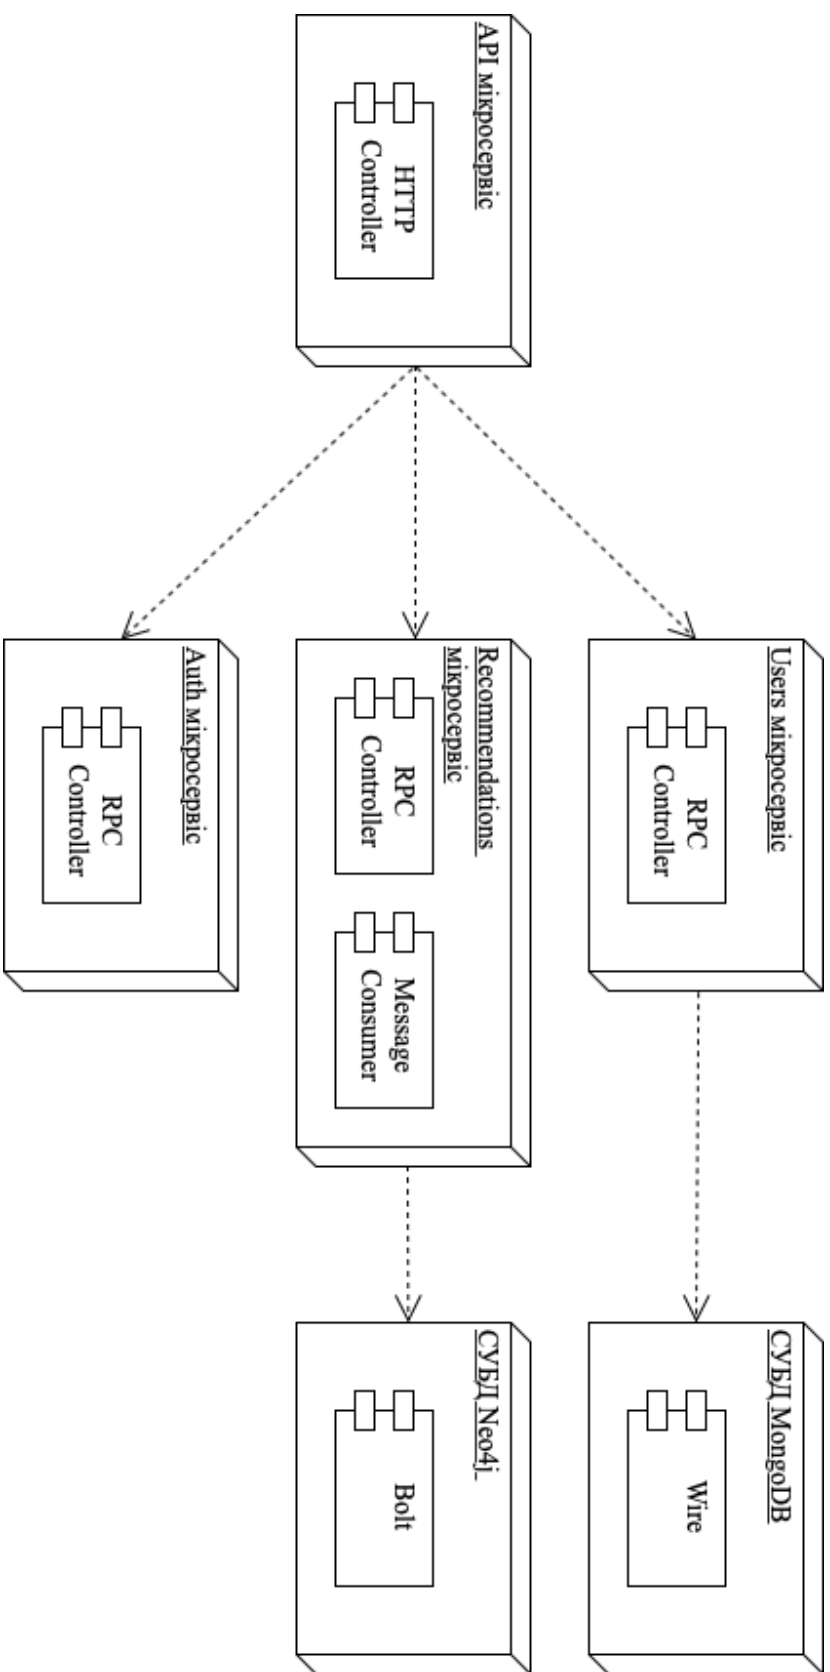 API мікросервіс
HTTP
Controller
Users мікросервіс
RPC
Controller
Recommendations
мікросервіс
RPC
Controller
Message
Consumer
Auth мікросервіс
RPC
Controller
СУБД MongoDB
Wire
СУБД Neo4j
Bolt